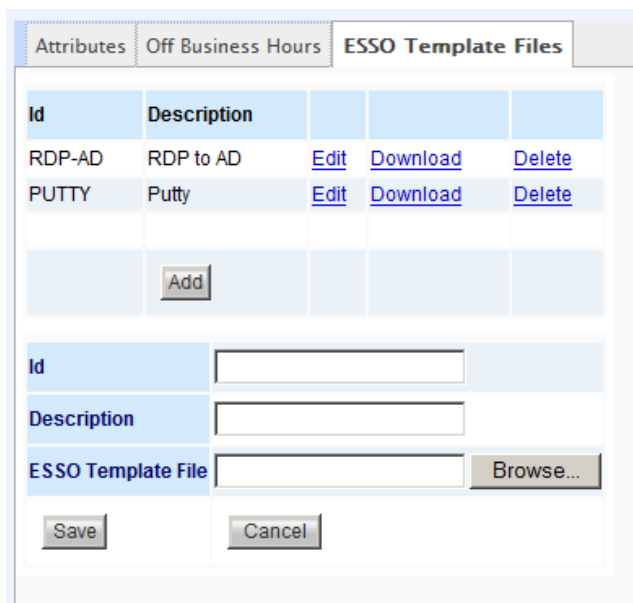 Attributes Off Business Hours ESSO Template Files
Id Description
RDP-AD RDP to AD Edit Download Delete
PUTTY Putty Edit Download Delete
Add
Id
Description
ESSO Template File Browse...
Save Cancel